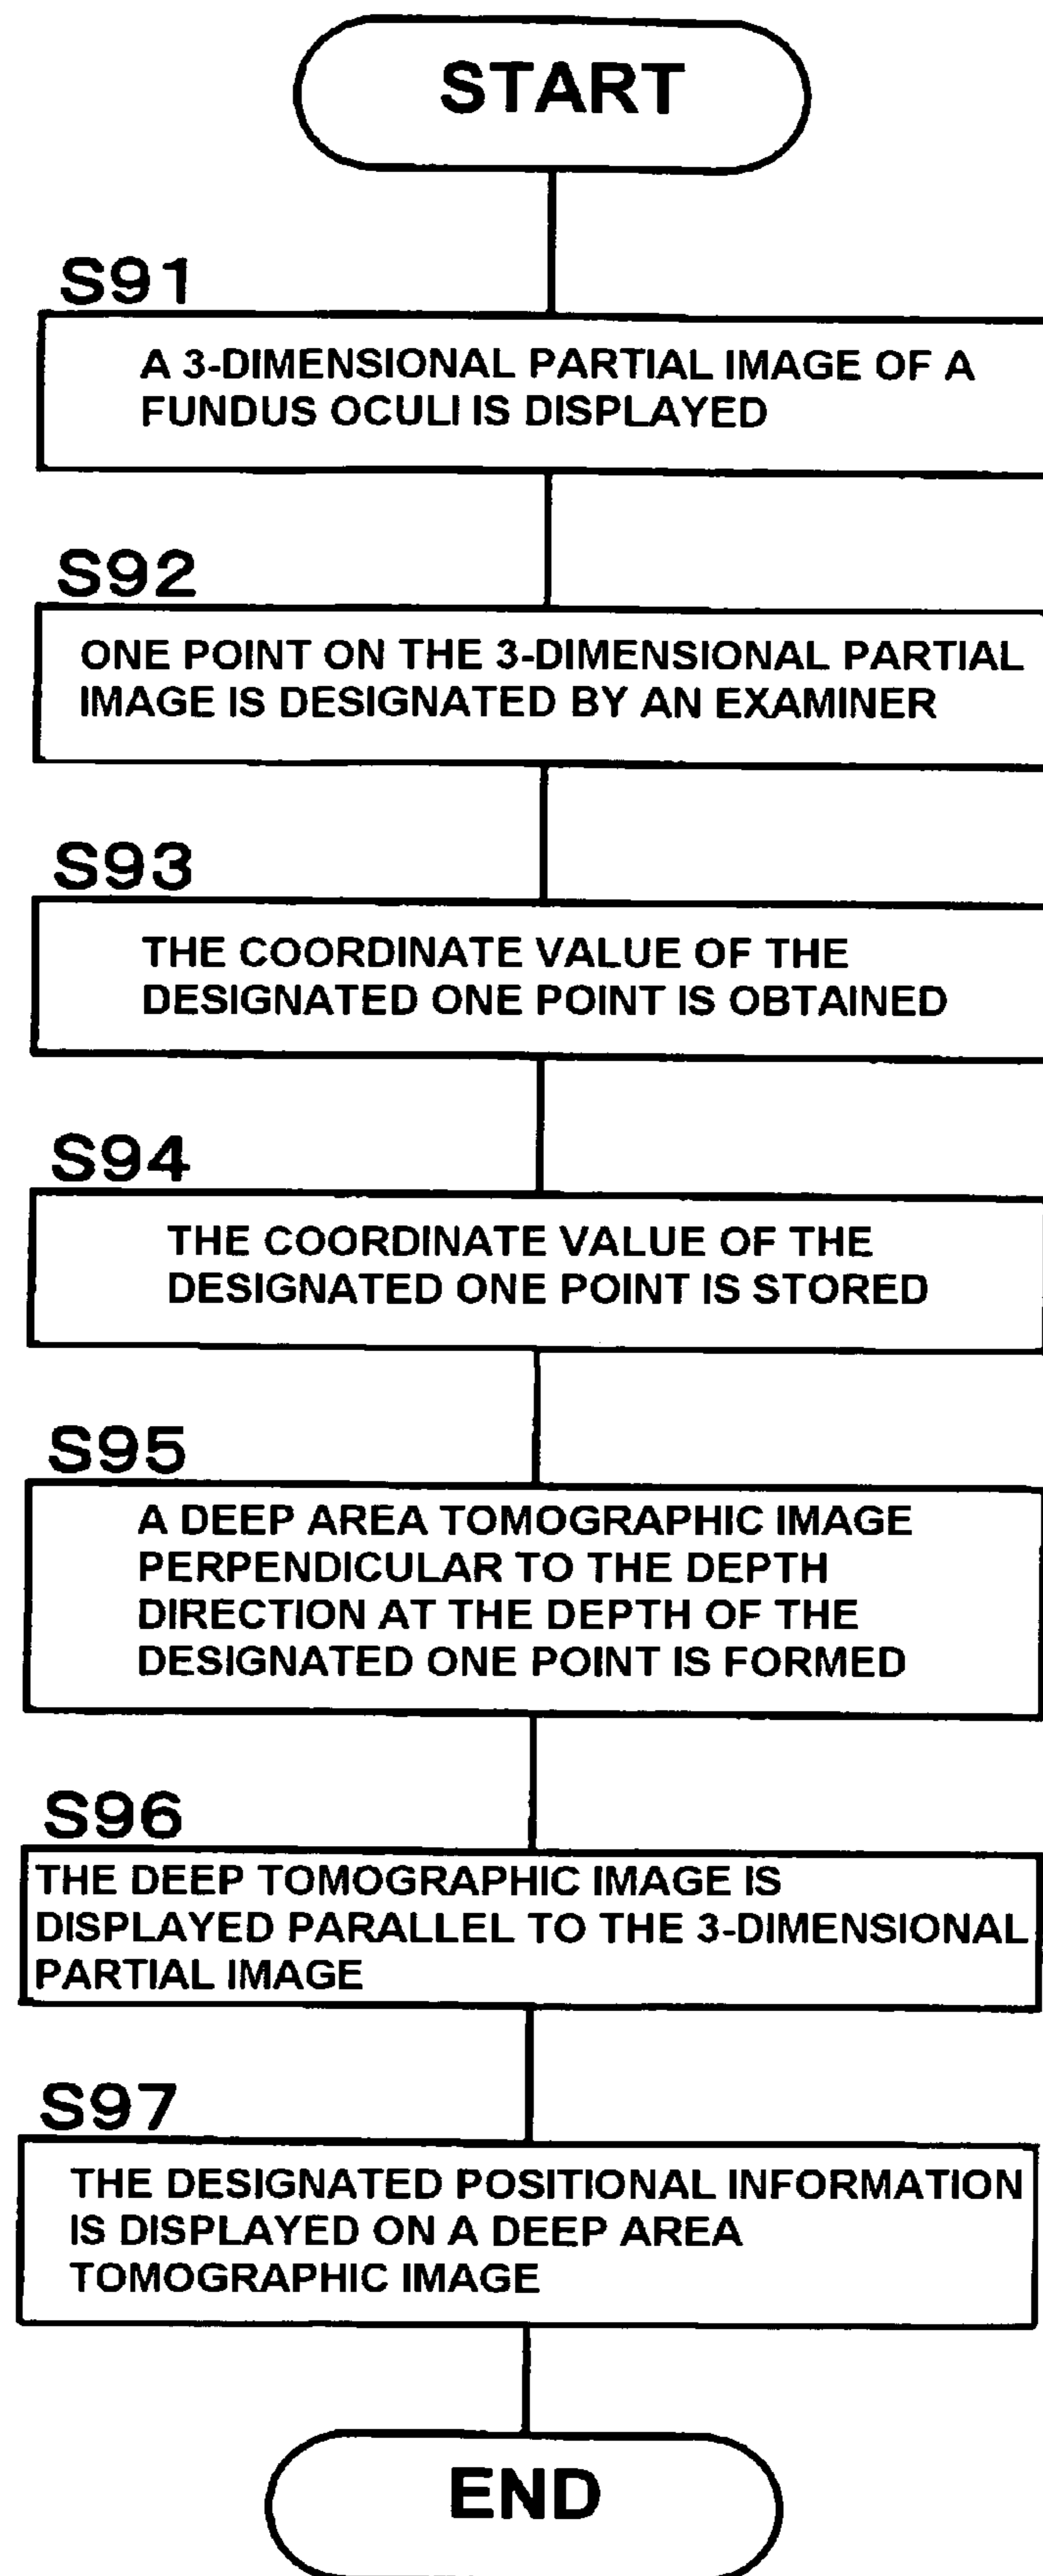 START
S91
A 3-DIMENSIONAL PARTIAL IMAGE OF A
FUNDUS OCULI IS DISPLAYED
S92
ONE POINT ON THE 3-DIMENSIONAL PARTIAL
IMAGE IS DESIGNATED BY AN EXAMINER
S93
THE COORDINATE VALUE OF THE
DESIGNATED ONE POINT IS OBTAINED
S94
THE COORDINATE VALUE OF THE
DESIGNATED ONE POINT IS STORED
S95
A DEEP AREA TOMOGRAPHIC IMAGE
PERPENDICULAR TO THE DEPTH
DIRECTION AT THE DEPTH OF THE
DESIGNATED ONE POINT IS FORMED
S96
THE DEEP TOMOGRAPHIC IMAGE IS
DISPLAYED PARALLEL TO THE 3-DIMENSIONAL
PARTIAL IMAGE
S97
THE DESIGNATED POSITIONAL INFORMATION
IS DISPLAYED ON A DEEP AREA
TOMOGRAPHIC IMAGE
END